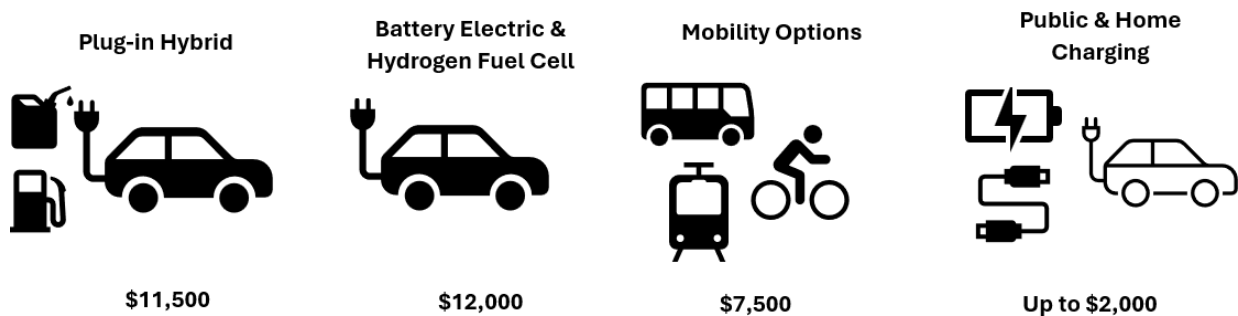 Plug-in Hybrid
$11,500
Battery Electric &
Hydrogen Fuel Cell
$12,000
Mobility Options
$7,500
Public & Home
Charging
Up to $2,000